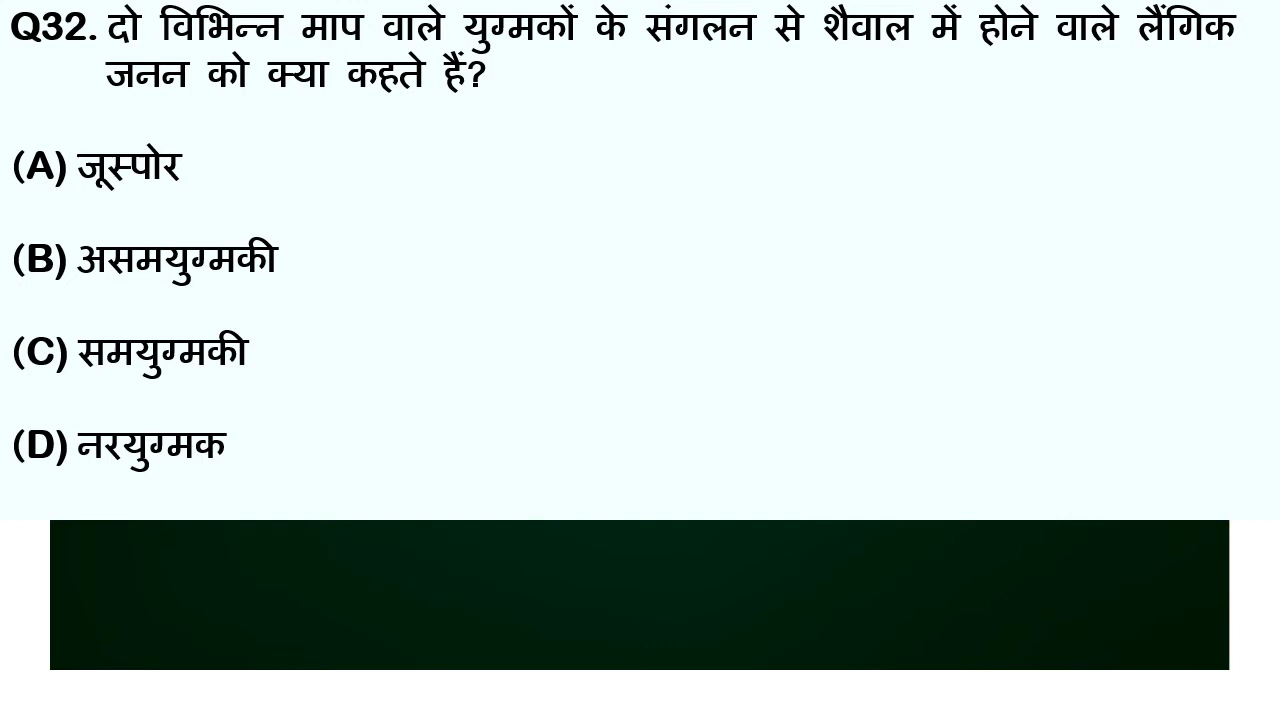 Q32. दो विभिन्न माप वाले युग्मकों के संगलन से शैवाल में होने वाले लैंगिक
जनन को क्या कहते हैं?
(A) जूस्पोर
(B) असमयुग्मकी
(C) समयुग्मकी
(D) नरयुग्मक